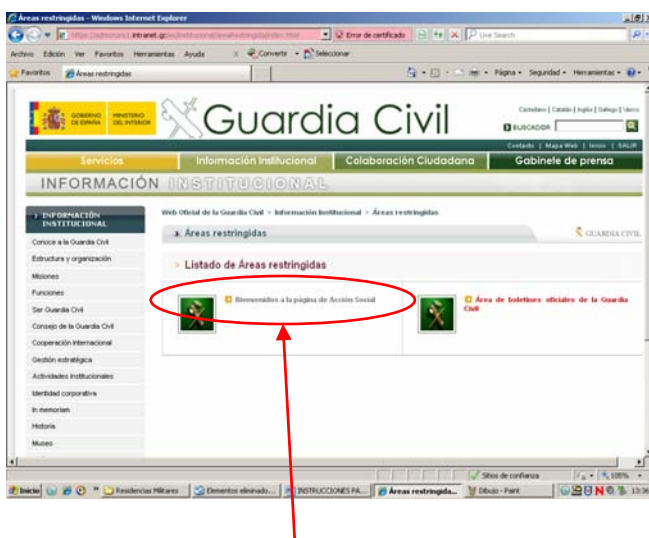 Áreas restringidas - Windows Internet Explorer
Error de certificado
Live Search
Archivo Edición Ver Favoritos Herramientas Ayuda
Convertir
Seleccionar
Favoritos
Áreas restringidas
Página
Seguridad
Herramientas
GOBIERNO DE ESPAÑA
MINISTERIO DEL INTERIOR
Guardia Civil
Castellano | Catalán | Inglés | Gallego |
BUSCADOR
Contacto | Mapa Web | Inicio | SALIR
Servicios
Información Institucional
Colaboración Ciudadana
Gabinete de prensa
INFORMACIÓN INSTITUCIONAL
INFORMACIÓN INSTITUCIONAL
Conoce a la Guardia Civil
Estructura y organización
Misiones
Funciones
Ser Guardia Civil
Consejo de la Guardia Civil
Cooperación Internacional
Gestión estratégica
Actividades Institucionales
Identidad corporativa
In memoriam
Historia
Museo
Web Oficial de la Guardia Civil > Información Institucional > Áreas restringidas
Áreas restringidas
GUARDIA CIVIL
Listado de Áreas restringidas
Bienvenidos a la página de Acción Social
Área de boletines oficiales de la Guardia Civil
Sitios de confianza
105%
Inicio
Residencias Militares
Elementos eliminado...
INSTRUCCIONES PA...
Áreas restringida...
Dibujo - Paint
13:36